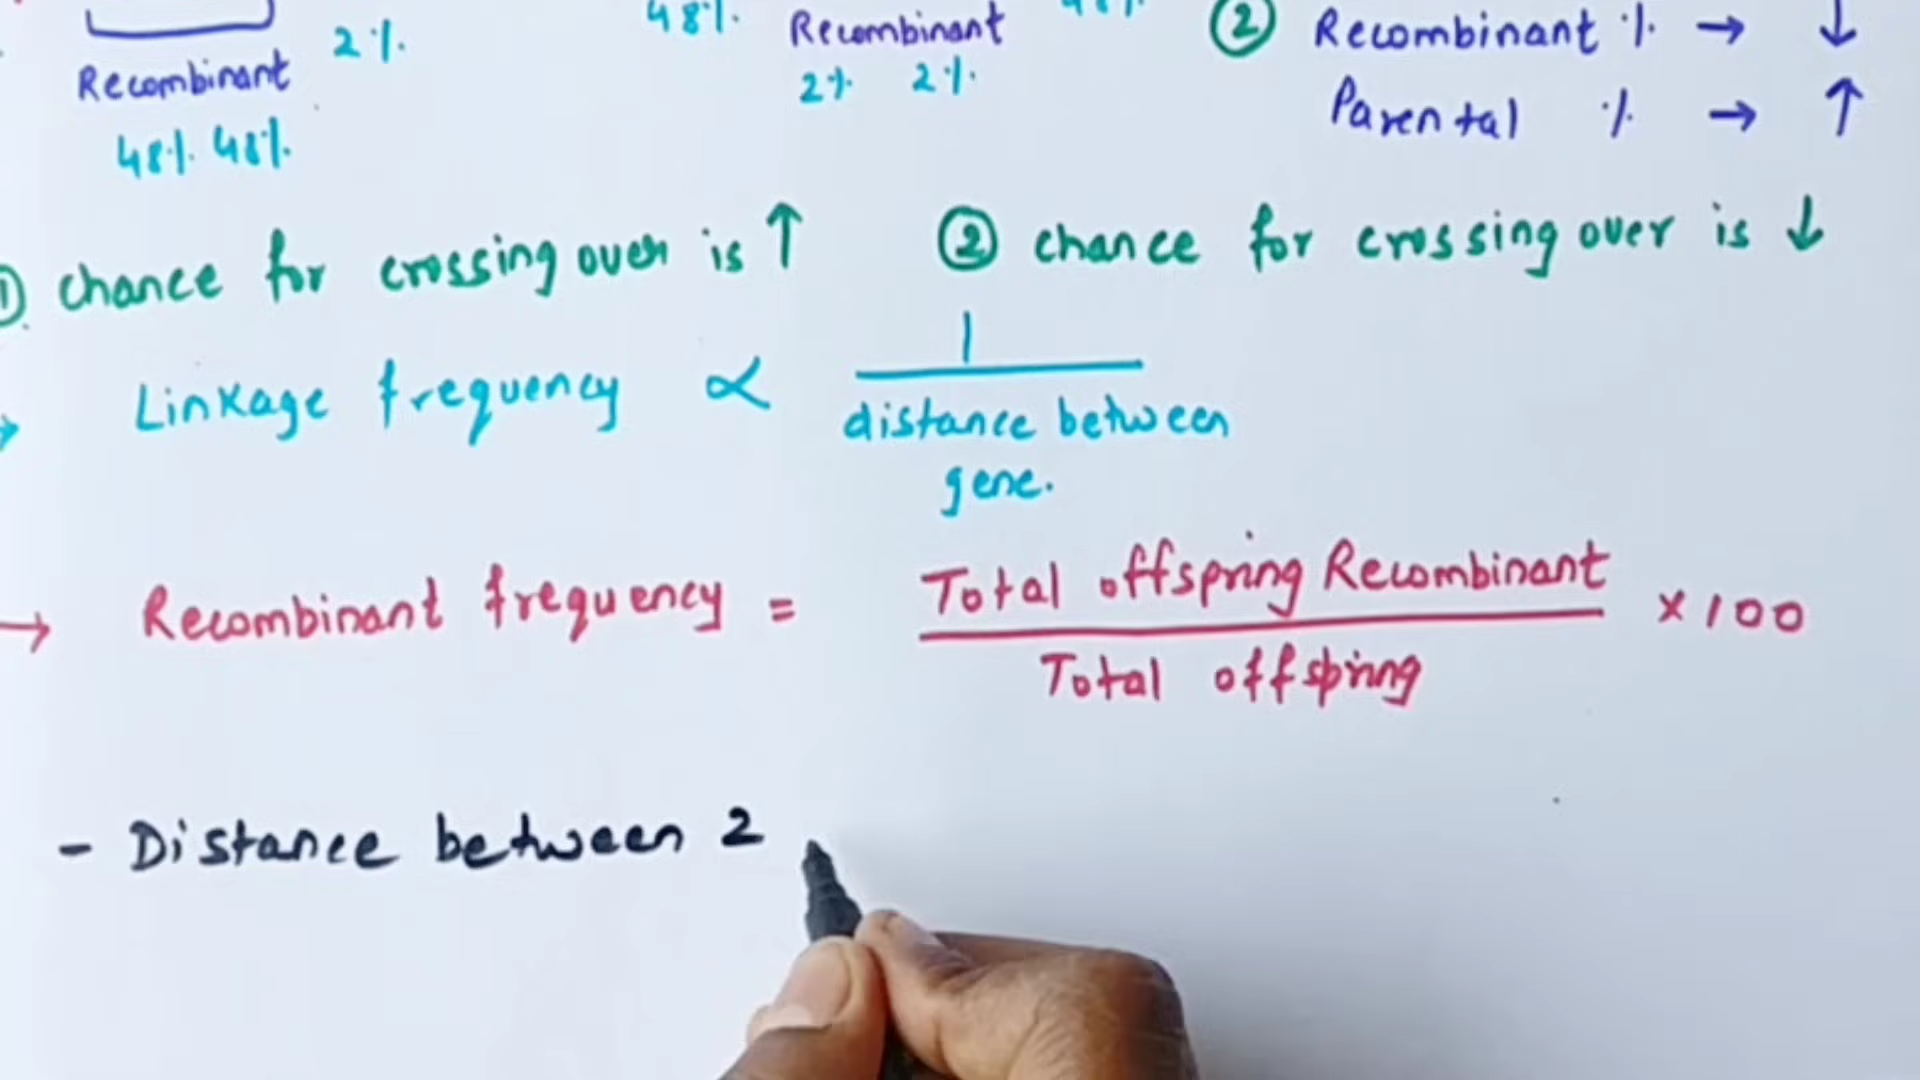 2%.
48%.
Recombinant
② Recombinant % → ↓
Recombinant
2% 2%.
Parental % → ↑
48%. 48%.
① chance for crossing over is ↑
② chance for crossing over is ↓
Linkage frequency ∝ 1
distance between
gene.
→ Recombinant frequency = Total offspring Recombinant × 100
Total offspring
- Distance between 2